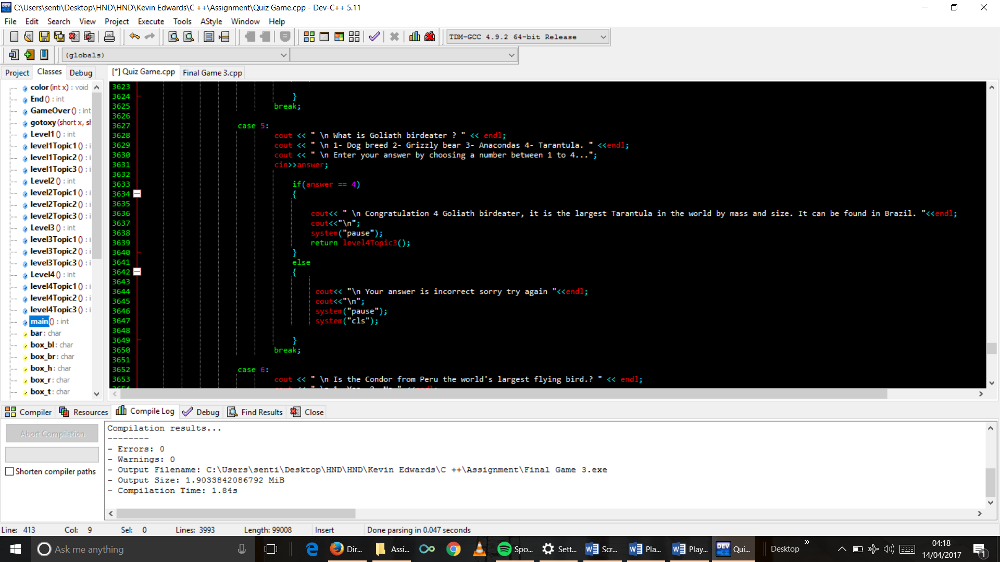 C:\Users\senti\Desktop\HND\HND\Kevin Edwards\C ++\Assignment\Quiz Game.cpp - Dev-C++ 5.11
File Edit Search View Project Execute Tools AStyle Window Help
TDM-GCC 4.9.2 64-bit Release
(globals)
Project Classes Debug
[*] Quiz Game.cpp Final Game 3.cpp
color (int x) : void
End () : int
GameOver () : int
gotoxy (short x, sh
Level1 () : int
level1Topic1 () : i
level1Topic2 () : i
level1Topic3 () : i
Level2 () : int
level2Topic1 () : i
level2Topic2 () : i
level2Topic3 () : i
Level3 () : int
level3Topic1 () : i
level3Topic2 () : i
level3Topic3 () : i
Level4 () : int
level4Topic1 () : i
level4Topic2 () : i
level4Topic3 () : i
main () : int
bar : char
box_bl : char
box_br : char
box_h : char
box_r : char
box_t : char
3623
3624 }
3625 break;
3626
3627 case 5:
3628 cout << " \n What is Goliath birdeater ? " << endl;
3629 cout << " \n 1- Dog breed 2- Grizzly bear 3- Anacondas 4- Tarantula. " <<endl;
3630 cout << " \n Enter your answer by choosing a number between 1 to 4...";
3631 cin>>answer;
3632
3633 if(answer == 4)
3634 {
3635
3636 cout<< " \n Congratulation 4 Goliath birdeater, it is the largest Tarantula in the world by mass and size. It can be found in Brazil. "<<endl;
3637 cout<<"\n";
3638 system("pause");
3639 return level4Topic3();
3640 }
3641 else
3642 {
3643
3644 cout<< "\n Your answer is incorrect sorry try again "<<endl;
3645 cout<<"\n";
3646 system("pause");
3647 system("cls");
3648
3649 }
3650 break;
3651
3652 case 6:
3653 cout << " \n Is the Condor from Peru the world's largest flying bird.? " << endl;
Compiler Resources Compile Log Debug Find Results Close
Abort Compilation
Shorten compiler paths
Compilation results...
--------
- Errors: 0
- Warnings: 0
- Output Filename: C:\Users\senti\Desktop\HND\HND\Kevin Edwards\C ++\Assignment\Final Game 3.exe
- Output Size: 1.9033842086792 MiB
- Compilation Time: 1.84s
Line: 413 Col: 9 Sel: 0 Lines: 3993 Length: 99008 Insert Done parsing in 0.047 seconds
Ask me anything
Dir... Assi... Spo... Sett... Scr... Pla... Play... DEV Qui... Desktop
04:18
14/04/2017
1